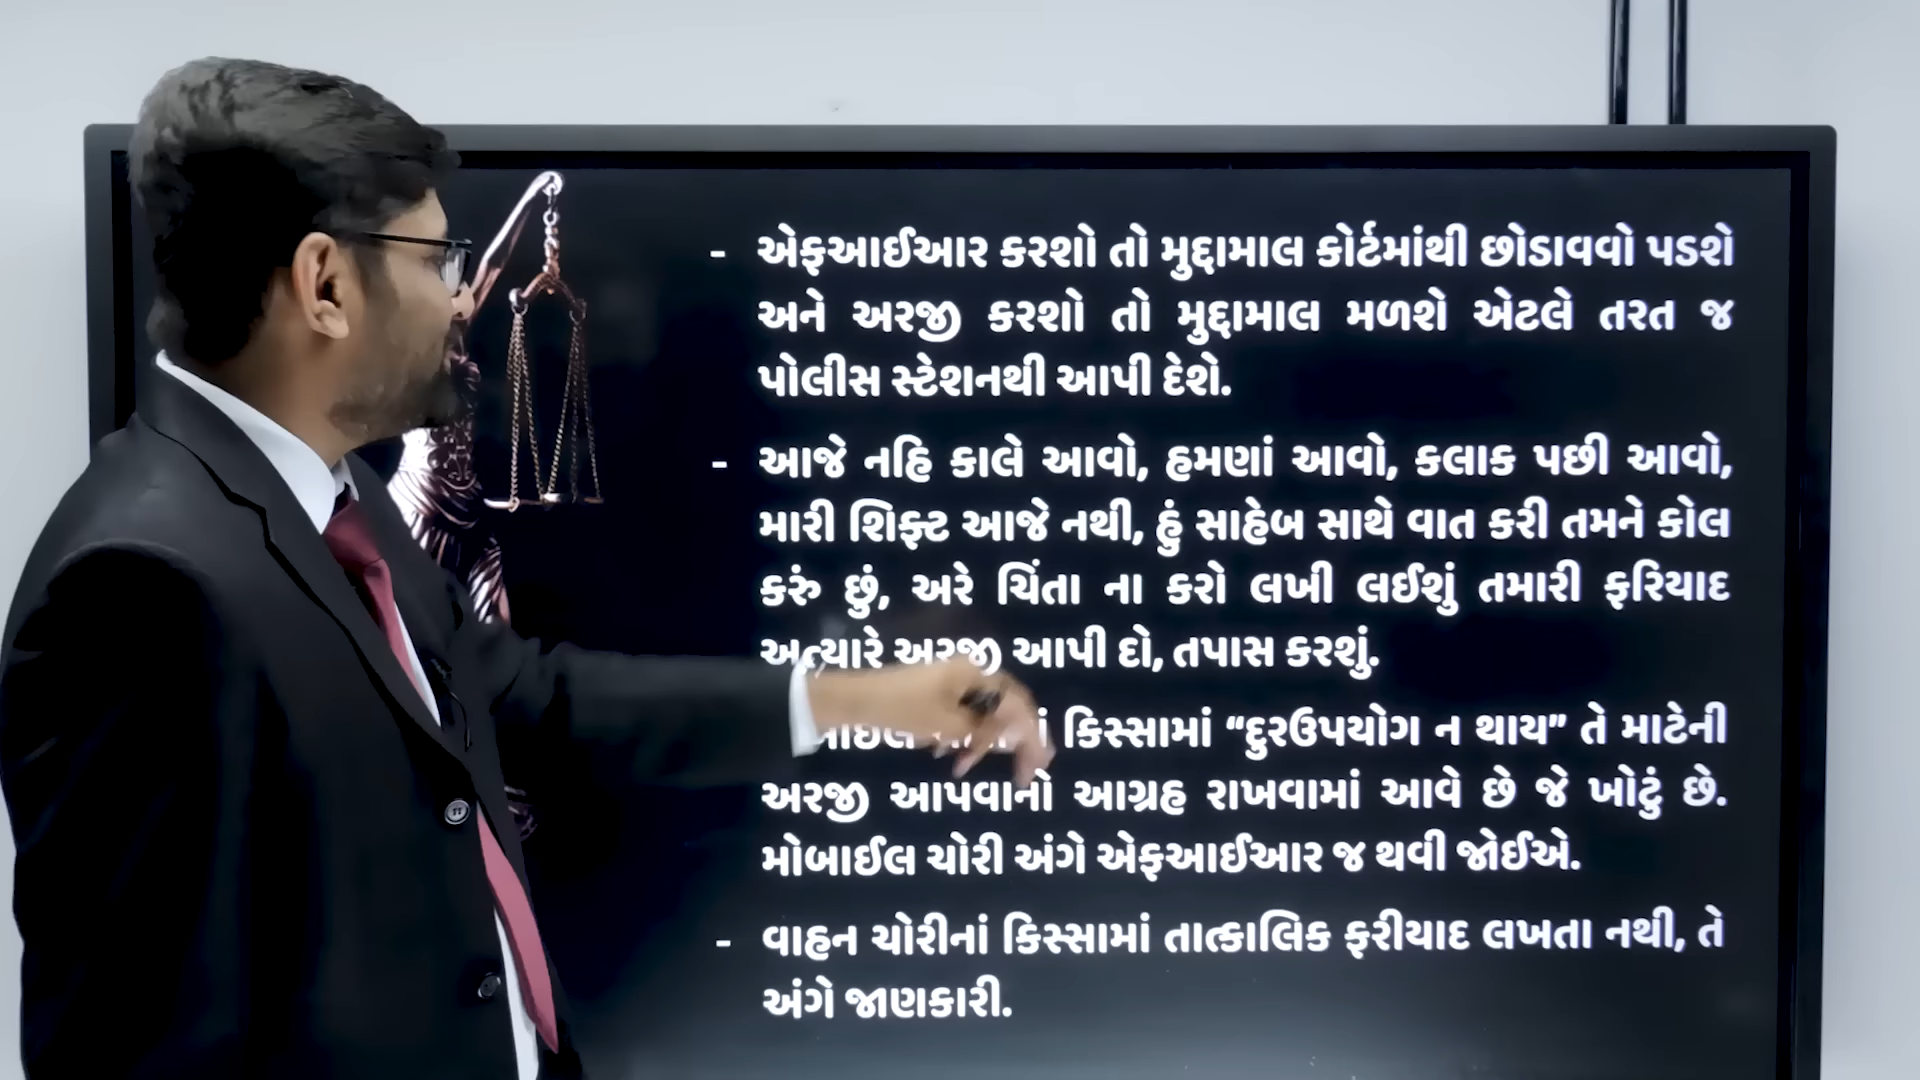 - એફઆઈઆર કરશો તો મુદ્દામાલ કોર્ટમાંથી છોડાવવો પડશે
અને અરજી કરશો તો મુદ્દામાલ મળશે એટલે તરત જ
પોલીસ સ્ટેશનથી આપી દેશે.
- આજે નહિ કાલે આવો, હમણાં આવો, કલાક પછી આવો,
મારી શિફ્ટ આજે નથી, હું સાહેબ સાથે વાત કરી તમને કોલ
કરું છું, અરે ચિંતા ના કરો લખી લઈશું તમારી ફરિયાદ
અત્યારે અરજી આપી દો, તપાસ કરશું.
કિસ્સામાં “દુરઉપયોગ ન થાય” તે માટેની
અરજી આપવાનો આગ્રહ રાખવામાં આવે છે જે ખોટું છે.
મોબાઈલ ચોરી અંગે એફઆઈઆર જ થવી જોઈએ.
- વાહન ચોરીનાં કિસ્સામાં તાત્કાલિક ફરીયાદ લખતા નથી, તે
અંગે જાણકારી.